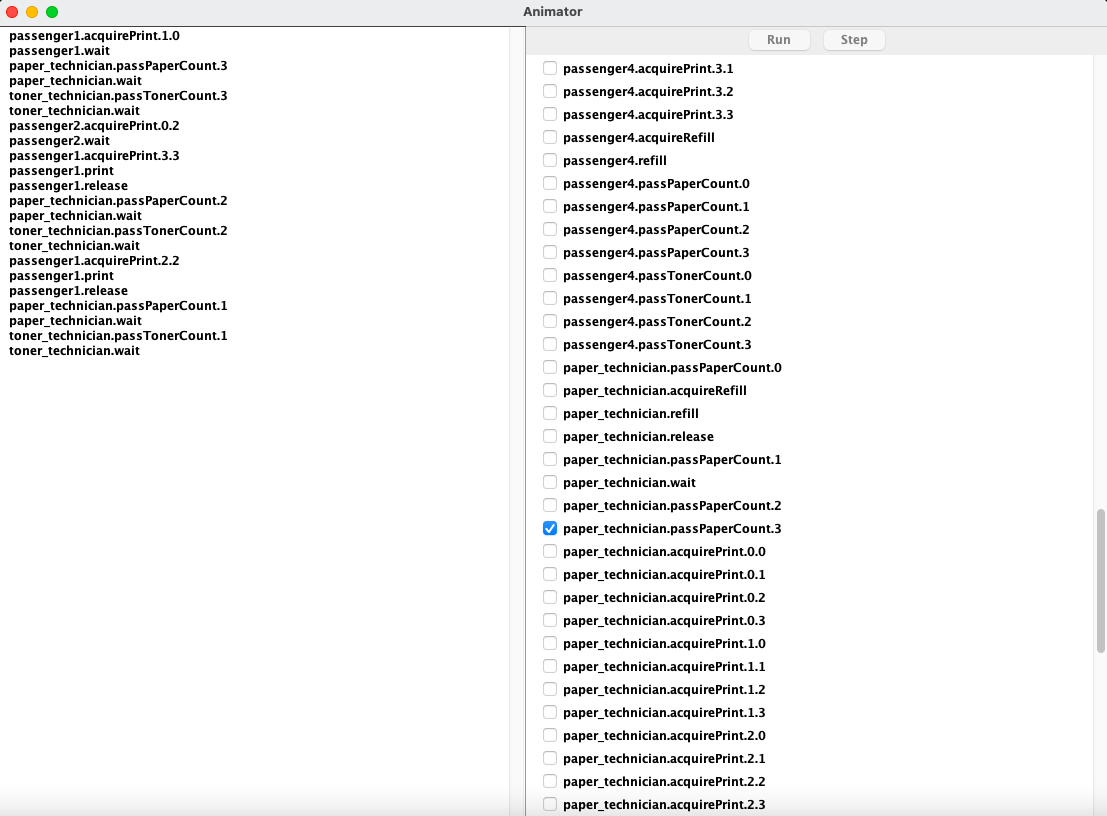 Animator
passenger1.acquirePrint.1.0
passenger1.wait
paper_technician.passPaperCount.3
paper_technician.wait
toner_technician.passTonerCount.3
toner_technician.wait
passenger2.acquirePrint.0.2
passenger2.wait
passenger1.acquirePrint.3.3
passenger1.print
passenger1.release
paper_technician.passPaperCount.2
paper_technician.wait
toner_technician.passTonerCount.2
toner_technician.wait
passenger1.acquirePrint.2.2
passenger1.print
passenger1.release
paper_technician.passPaperCount.1
paper_technician.wait
toner_technician.passTonerCount.1
toner_technician.wait
Run Step
passenger4.acquirePrint.3.1
passenger4.acquirePrint.3.2
passenger4.acquirePrint.3.3
passenger4.acquireRefill
passenger4.refill
passenger4.passPaperCount.0
passenger4.passPaperCount.1
passenger4.passPaperCount.2
passenger4.passPaperCount.3
passenger4.passTonerCount.0
passenger4.passTonerCount.1
passenger4.passTonerCount.2
passenger4.passTonerCount.3
paper_technician.passPaperCount.0
paper_technician.acquireRefill
paper_technician.refill
paper_technician.release
paper_technician.passPaperCount.1
paper_technician.wait
paper_technician.passPaperCount.2
paper_technician.passPaperCount.3
paper_technician.acquirePrint.0.0
paper_technician.acquirePrint.0.1
paper_technician.acquirePrint.0.2
paper_technician.acquirePrint.0.3
paper_technician.acquirePrint.1.0
paper_technician.acquirePrint.1.1
paper_technician.acquirePrint.1.2
paper_technician.acquirePrint.1.3
paper_technician.acquirePrint.2.0
paper_technician.acquirePrint.2.1
paper_technician.acquirePrint.2.2
paper_technician.acquirePrint.2.3